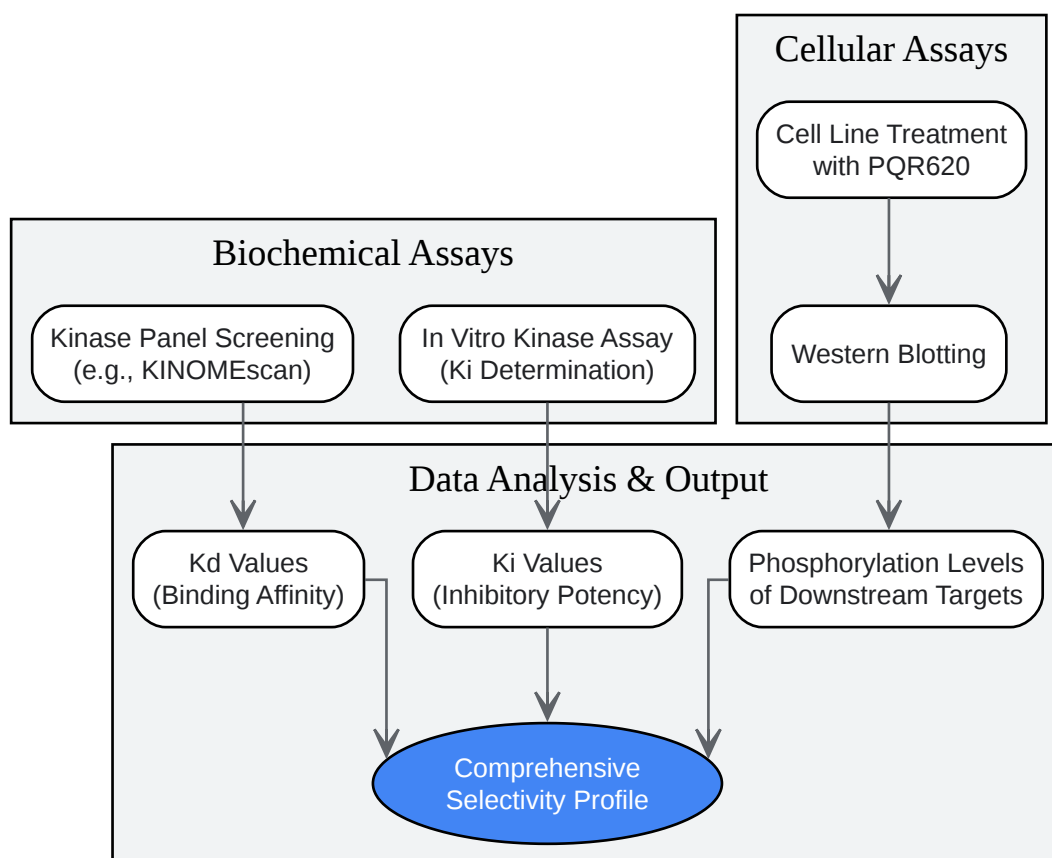 Cellular Assays
Cell Line Treatment
with PQR620
Biochemical Assays
Kinase Panel Screening
(e.g., KINOMEscan)
In Vitro Kinase Assay
(Ki Determination)
Western Blotting
Data Analysis & Output
Kd Values
(Binding Affinity)
Ki Values
(Inhibitory Potency)
Phosphorylation Levels
of Downstream Targets
Comprehensive
Selectivity Profile